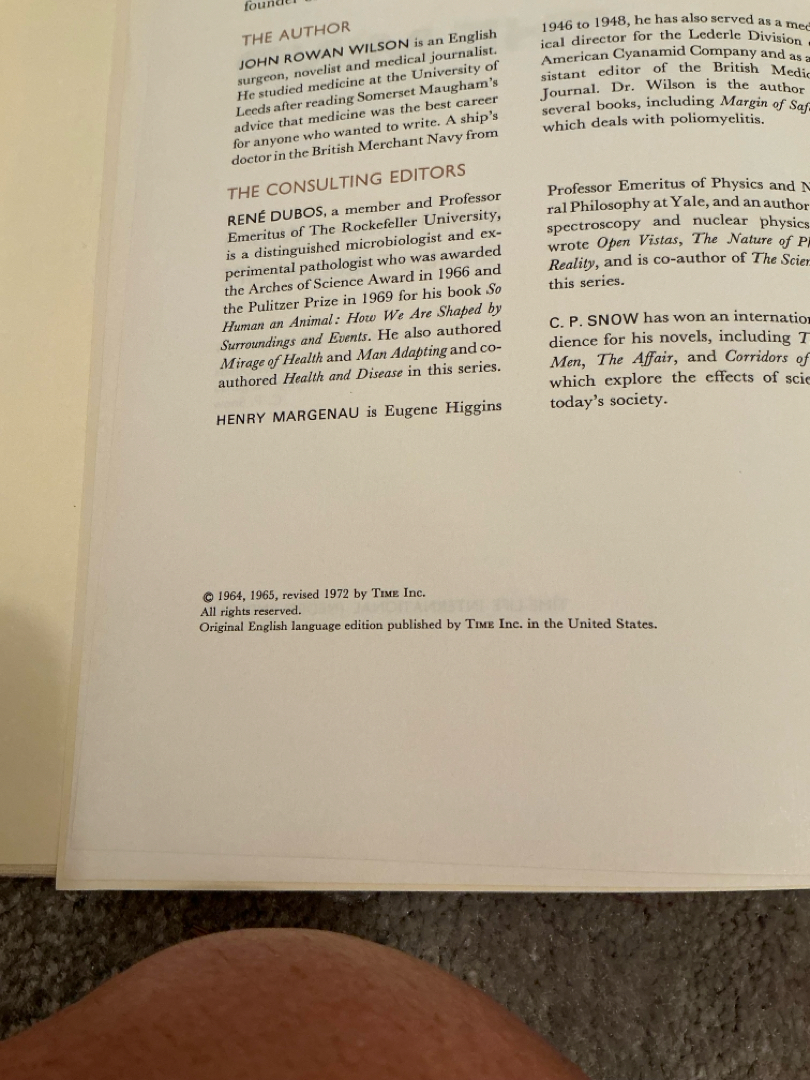 founder
THE AUTHOR
JOHN ROWAN WILSON is an English
surgeon, novelist and medical journalist.
He studied medicine at the University of
Leeds after reading Somerset Maugham's
advice that medicine was the best career
for anyone who wanted to write. A ship's
doctor in the British Merchant Navy from
1946 to 1948, he has also served as a med
ical director for the Lederle Division
American Cyanamid Company and as a
sistant editor of the British Medic
Journal. Dr. Wilson is the author
several books, including Margin of Saf
which deals with poliomyelitis.
THE CONSULTING EDITORS
RENÉ DUBOS, a member and Professor
Emeritus of The Rockefeller University,
is a distinguished microbiologist and ex-
perimental pathologist who was awarded
the Arches of Science Award in 1966 and
the Pulitzer Prize in 1969 for his book So
Human an Animal: How We Are Shaped by
Surroundings and Events. He also authored
Mirage of Health and Man Adapting and co-
authored Health and Disease in this series.
HENRY MARGENAU is Eugene Higgins
Professor Emeritus of Physics and N
ral Philosophy at Yale, and an author
spectroscopy and nuclear physics
wrote Open Vistas, The Nature of Ph
Reality, and is co-author of The Scien
this series.
C. P. SNOW has won an internation
dience for his novels, including T
Men, The Affair, and Corridors of
which explore the effects of scie
today's society.
© 1964, 1965, revised 1972 by TIME Inc.
All rights reserved.
Original English language edition published by TIME Inc. in the United States.